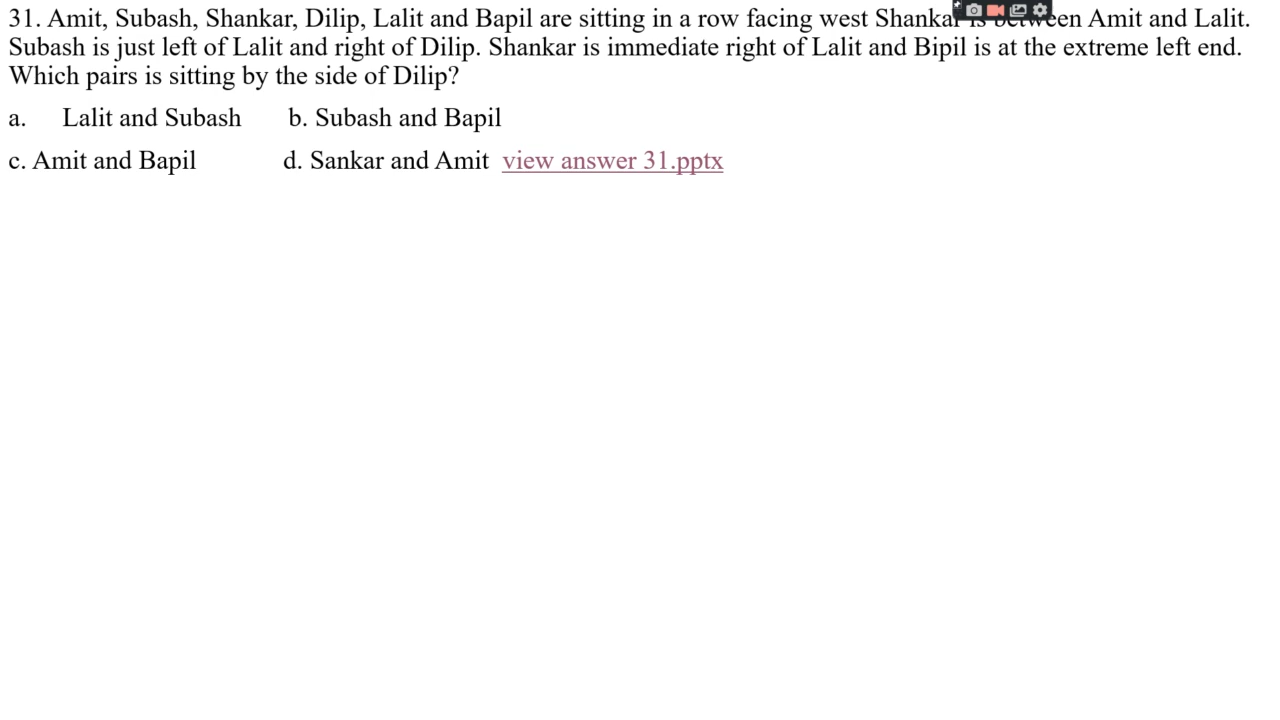 31. Amit, Subash, Shankar, Dilip, Lalit and Bapil are sitting in a row facing west Shankar is between Amit and Lalit.
Subash is just left of Lalit and right of Dilip. Shankar is immediate right of Lalit and Bipil is at the extreme left end.
Which pairs is sitting by the side of Dilip?
a. Lalit and Subash b. Subash and Bapil
c. Amit and Bapil d. Sankar and Amit view answer 31.pptx